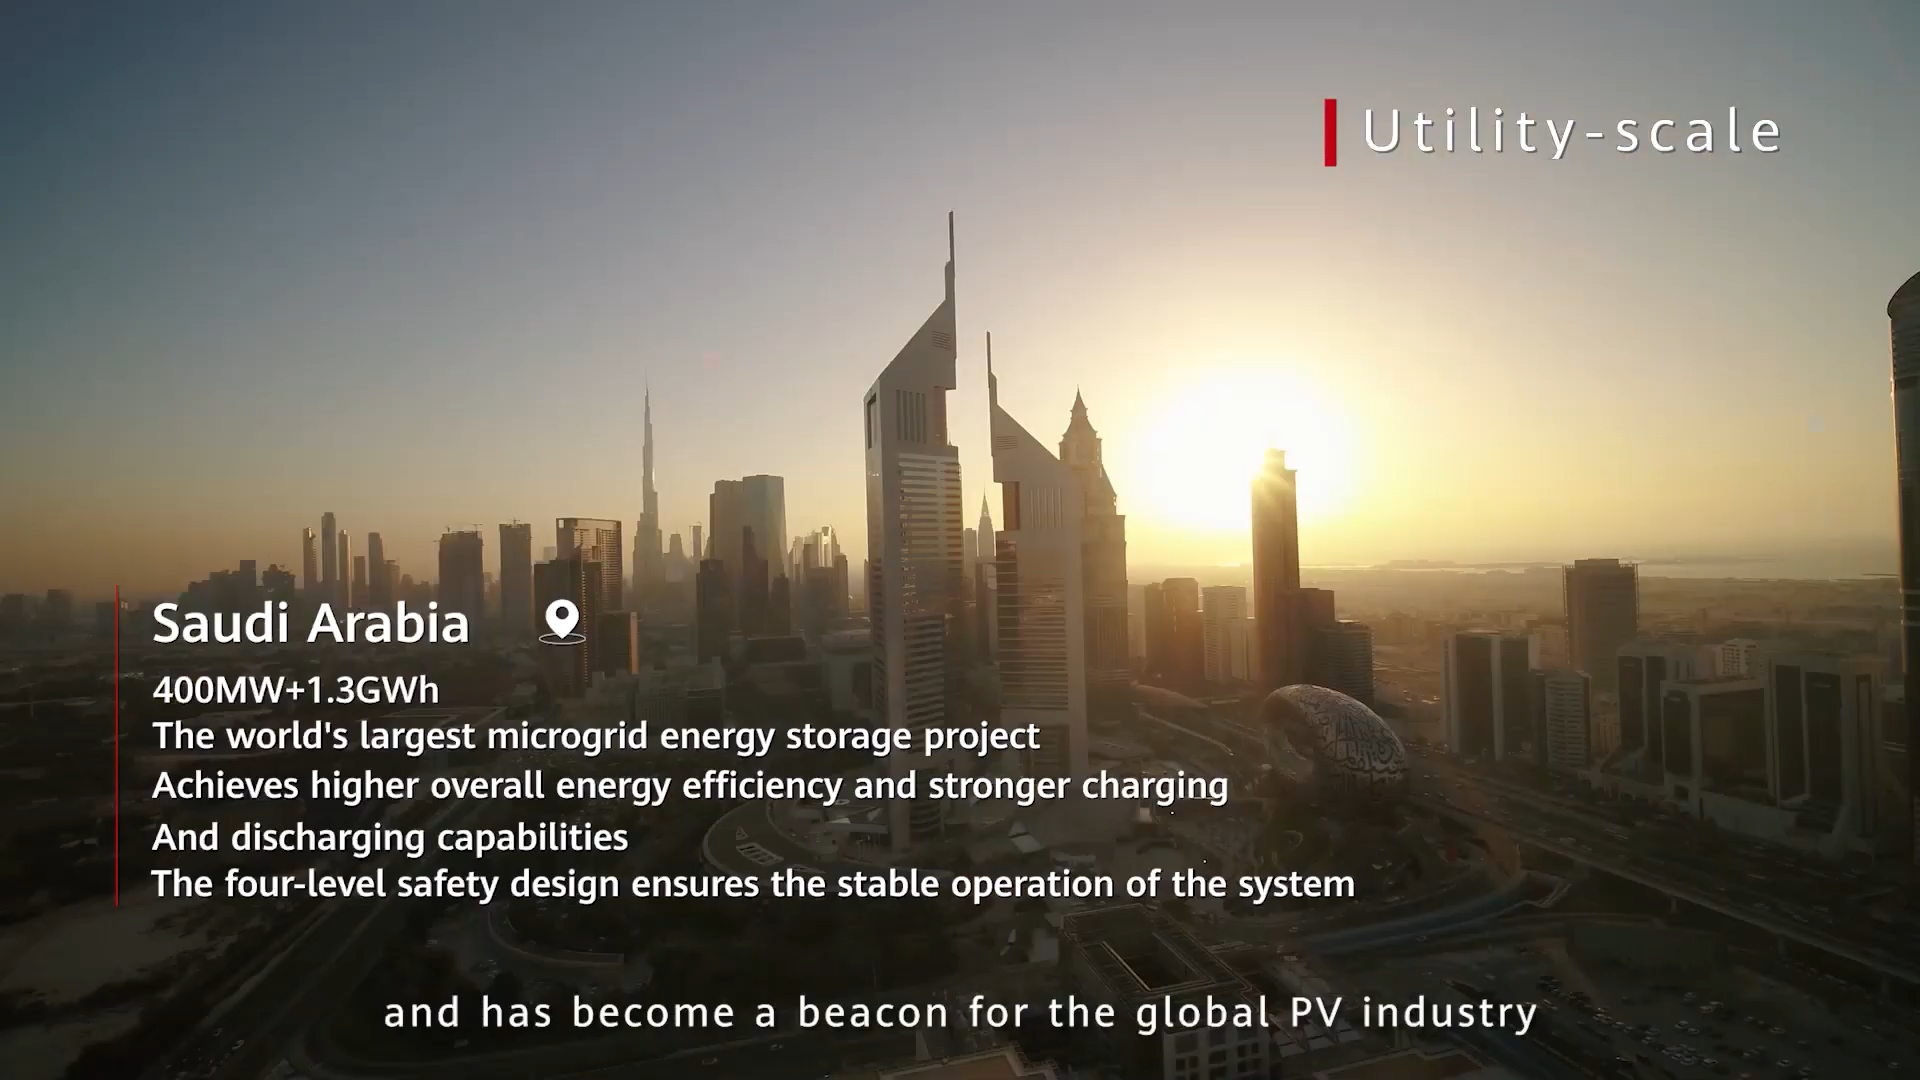 Utility-scale
Saudi Arabia
400MW+1.3GWh
The world's largest microgrid energy storage project
Achieves higher overall energy efficiency and stronger charging
And discharging capabilities
The four-level safety design ensures the stable operation of the system
and has become a beacon for the global PV industry